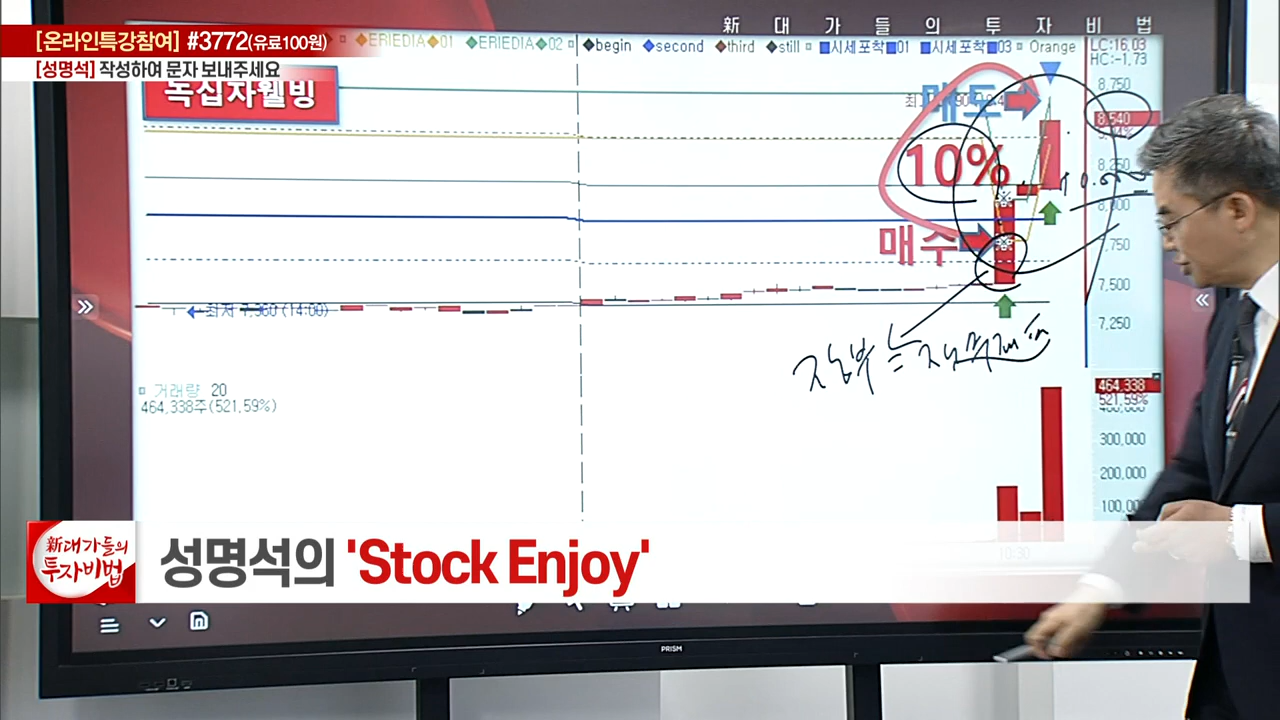 [온라인특강참여] #3772(유료100원)
[성명석] 작성하여 문자 보내주세요
新대가들의 투자비법
ERIEDIA◆01 ◆ERIEDIA◆02 ◆begin ◆second ◆third ◆still ■시세포착■01 ■시세포착■03 Orange
LC:16.03
HC:-1.73
녹십자웰빙
매도
8,750
8,540
10%
8,250
8,000
매수
7,750
7,500
7,250
최저 7,360 (14:00)
거래량 20
464,338주(521.59%)
464,338
521.59%
400,000
300,000
200,000
100,000
10:30
新대가들의
투자비법
성명석의 'Stock Enjoy'
PRISM